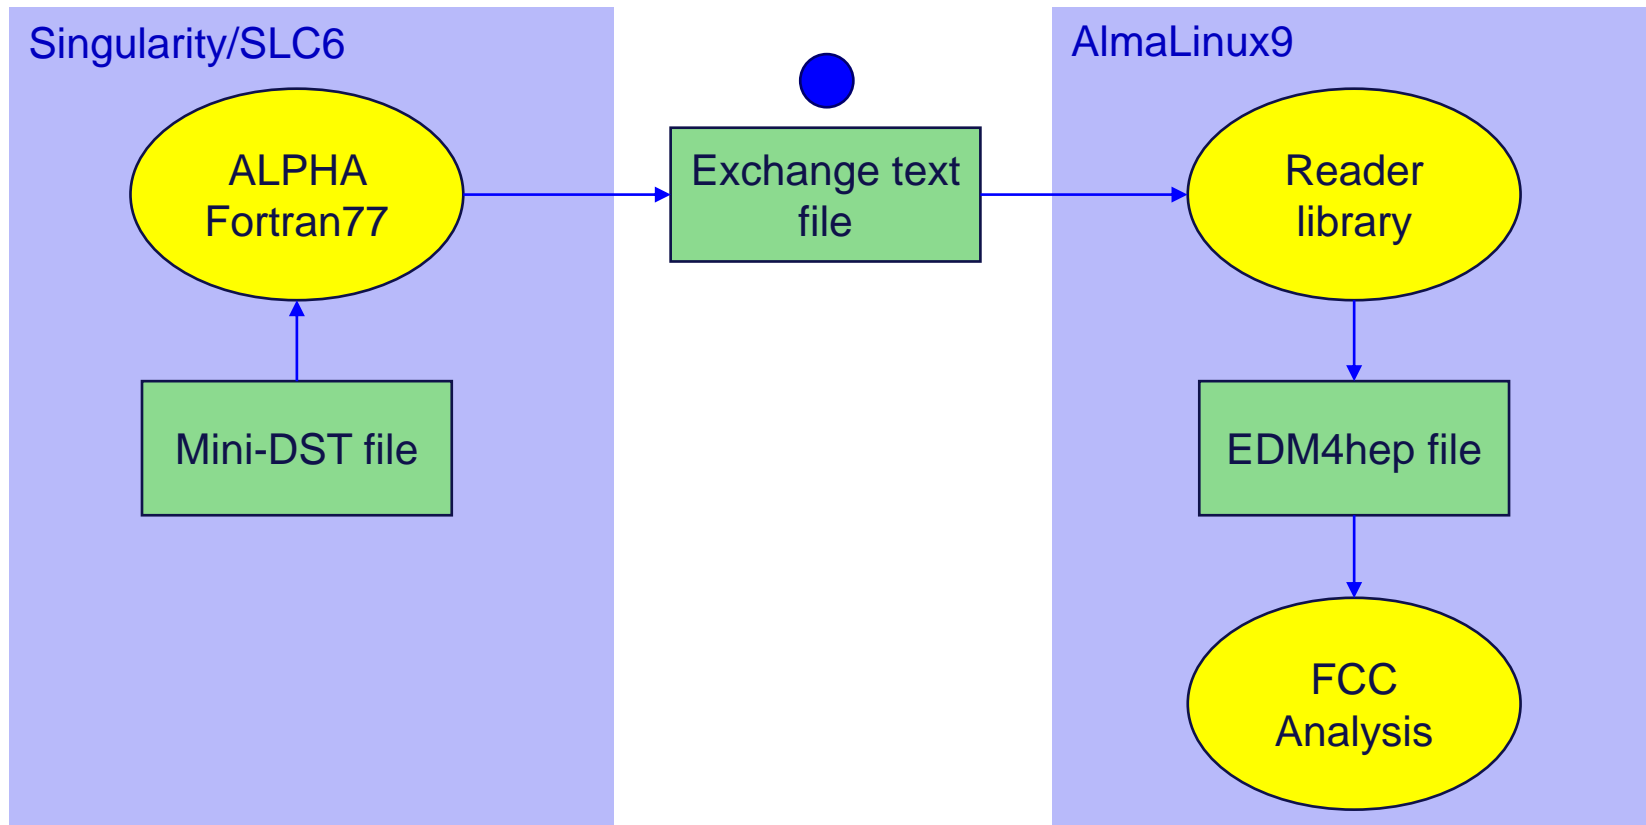 Singularity/SLC6
AlmaLinux9
ALPHA
Fortran77
Exchange text
file
Reader
library
Mini-DST file
EDM4hep file
FCC
Analysis